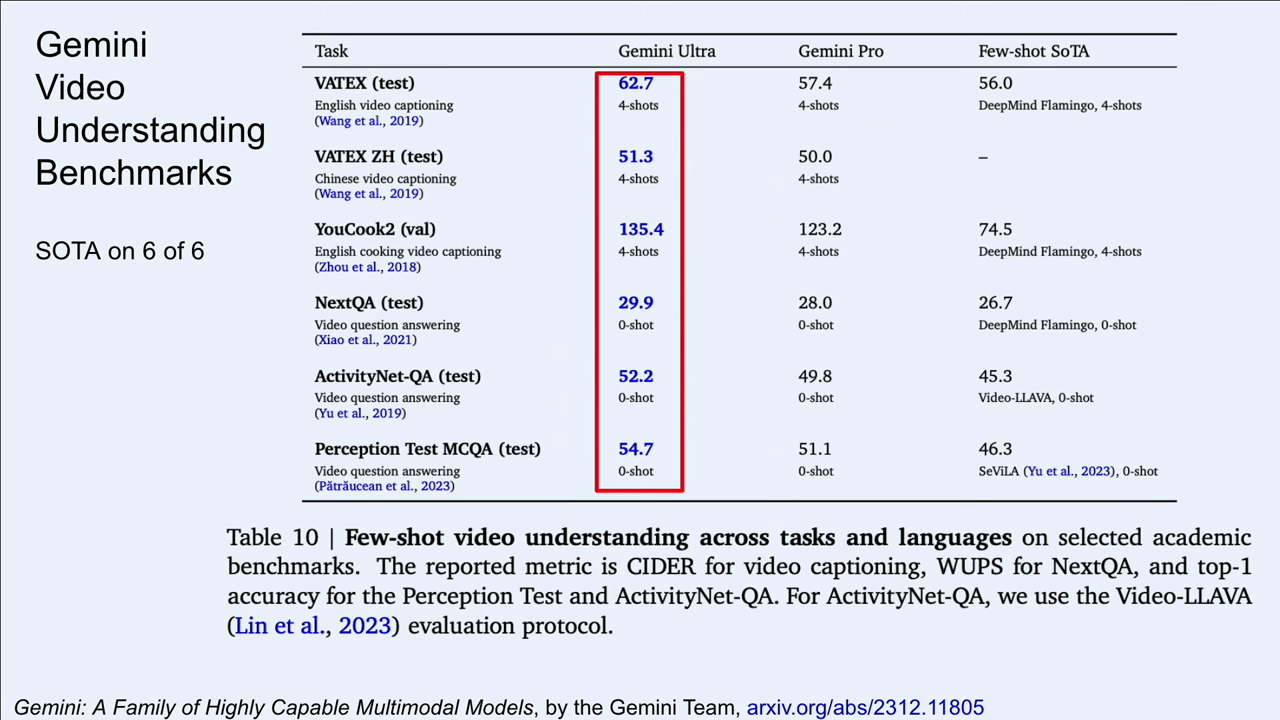 Gemini
Video
Understanding
Benchmarks
SOTA on 6 of 6
Task Gemini Ultra Gemini Pro Few-shot SoTA
VATEX (test) 62.7 57.4 56.0
English video captioning 4-shots 4-shots DeepMind Flamingo, 4-shots
(Wang et al., 2019)
VATEX ZH (test) 51.3 50.0 –
Chinese video captioning 4-shots 4-shots
(Wang et al., 2019)
YouCook2 (val) 135.4 123.2 74.5
English cooking video captioning 4-shots 4-shots DeepMind Flamingo, 4-shots
(Zhou et al., 2018)
NextQA (test) 29.9 28.0 26.7
Video question answering 0-shot 0-shot DeepMind Flamingo, 0-shot
(Xiao et al., 2021)
ActivityNet-QA (test) 52.2 49.8 45.3
Video question answering 0-shot 0-shot Video-LLAVA, 0-shot
(Yu et al., 2019)
Perception Test MCQA (test) 54.7 51.1 46.3
Video question answering 0-shot 0-shot SeViLA (Yu et al., 2023), 0-shot
(Pătrăucean et al., 2023)
Table 10 | Few-shot video understanding across tasks and languages on selected academic
benchmarks. The reported metric is CIDER for video captioning, WUPS for NextQA, and top-1
accuracy for the Perception Test and ActivityNet-QA. For ActivityNet-QA, we use the Video-LLAVA
(Lin et al., 2023) evaluation protocol.
Gemini: A Family of Highly Capable Multimodal Models, by the Gemini Team, arxiv.org/abs/2312.11805